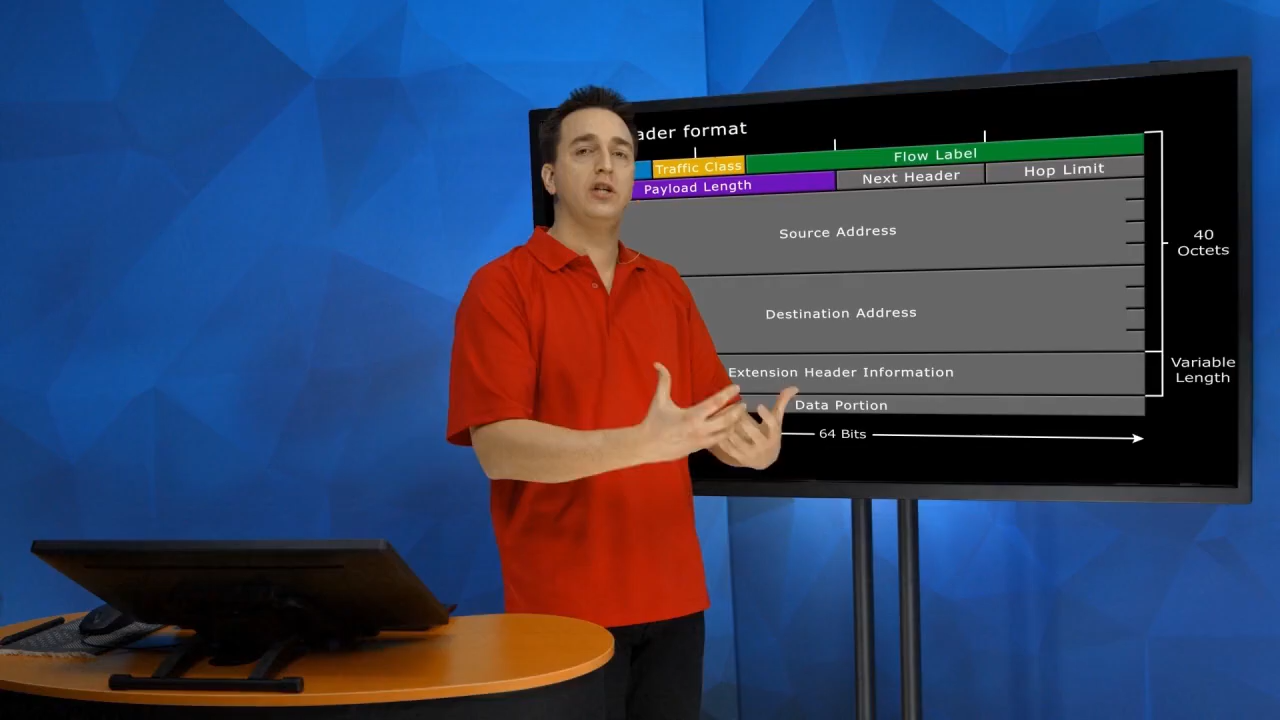 ader format
Traffic Class
Flow Label
Payload Length
Next Header
Hop Limit
Source Address
40
Octets
Destination Address
Extension Header Information
Variable
Length
Data Portion
64 Bits